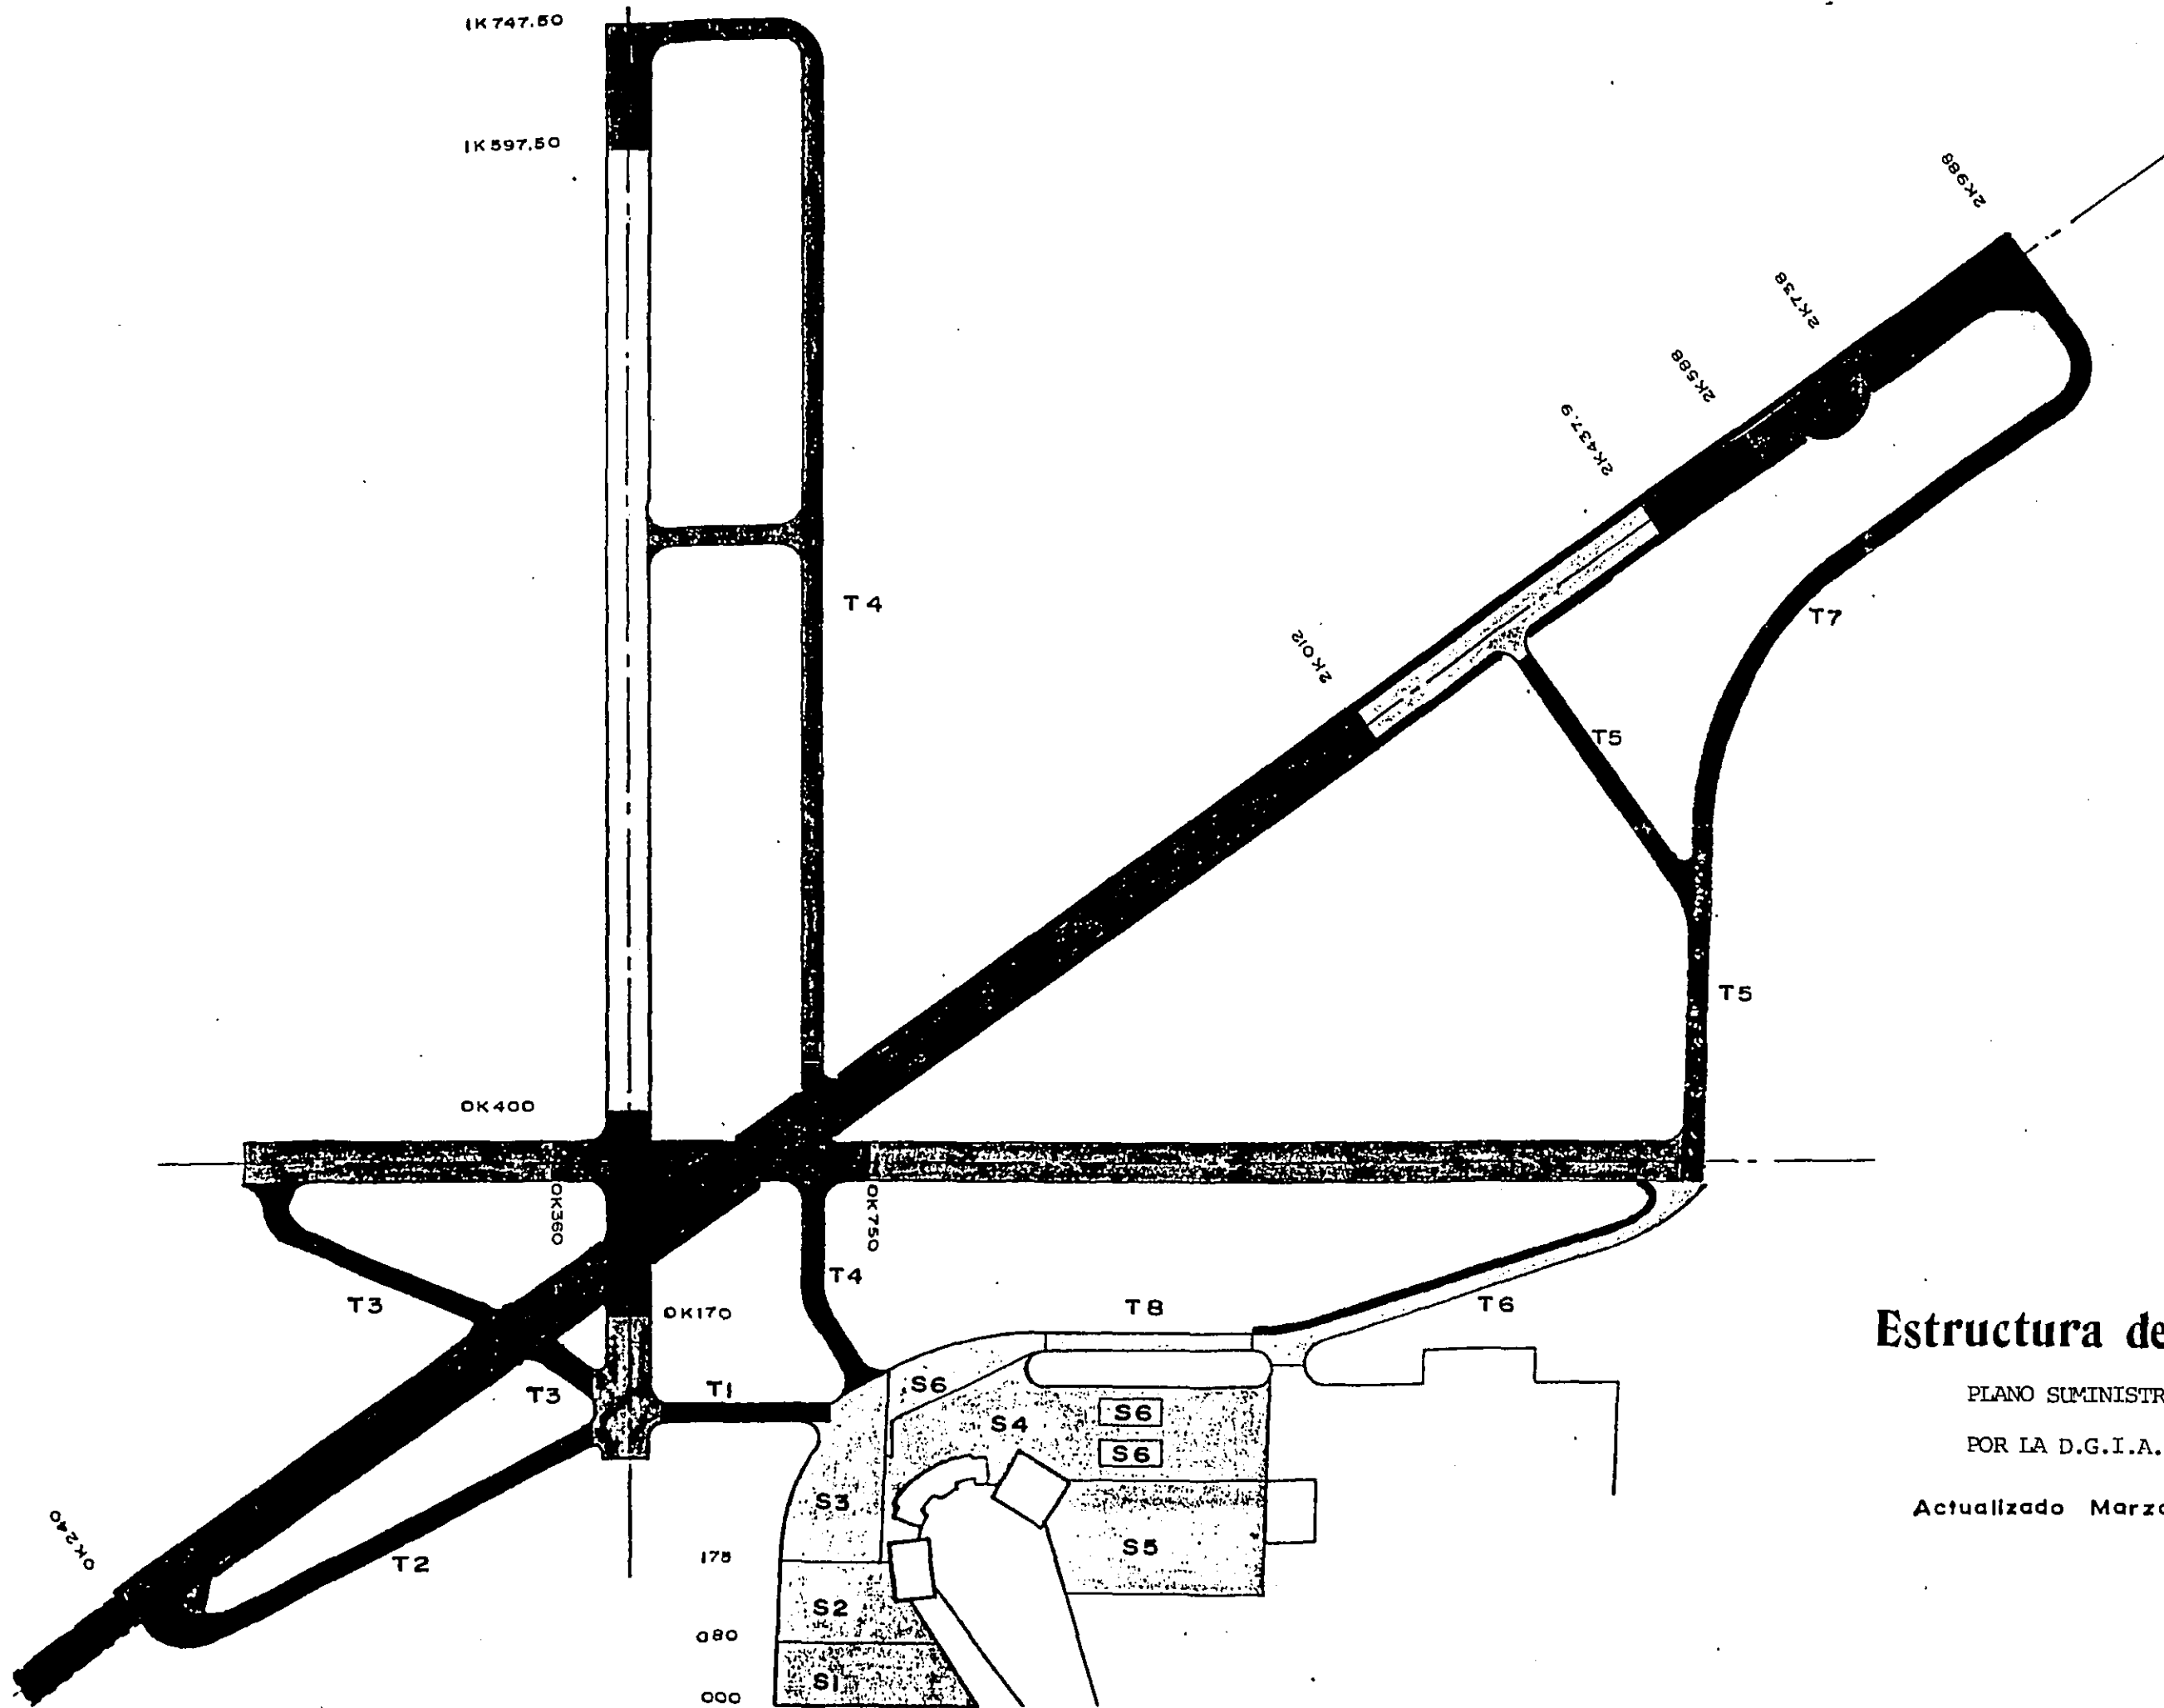 1K747.50
1K597,50
2K988
2K738
2K588
2K437.9
2K012
T4
T7
T5
T5
0K400
0K360
0K750
T4
T3
0K170
T8
T6
T3
T1
S6
S4
S6
S6
S3
S5
T2
0K240
175
S2
080
S1
000
Estructura de
PLANO SUMINISTR
POR LA D.G.I.A.
Actualizado Marzo